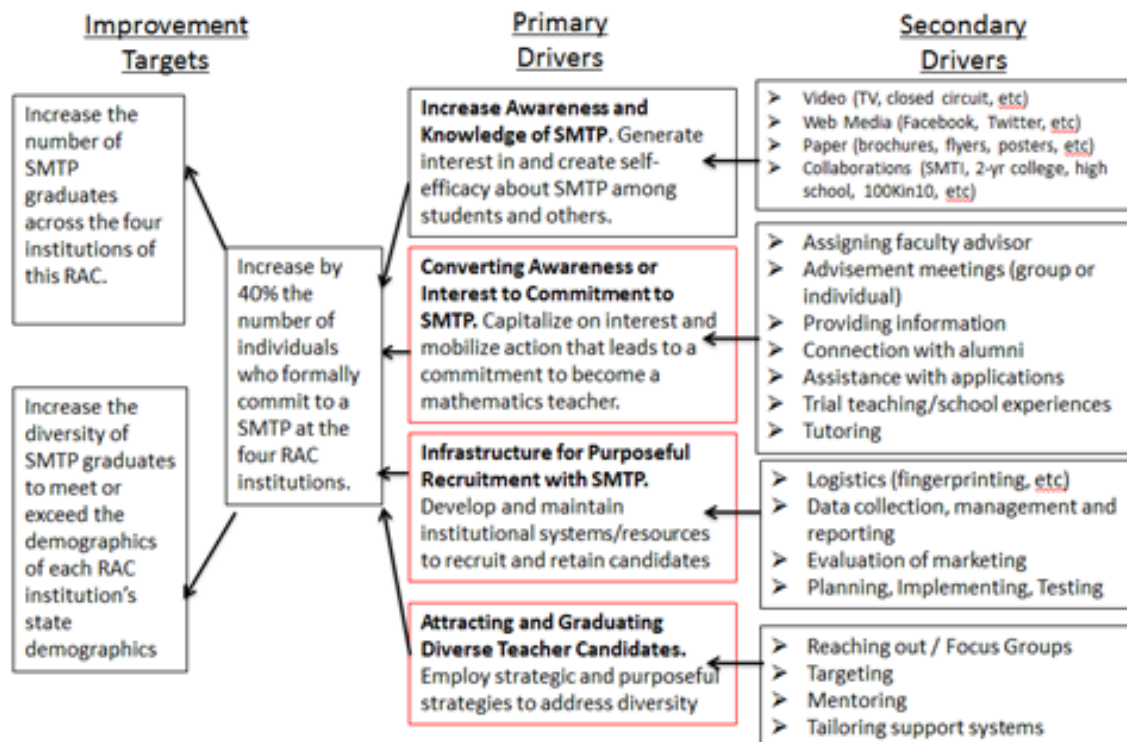 Improvement
Targets
Increase the
number of
SMTP
graduates
across the four
institutions of
this RAC.
Increase the
diversity of
SMTP graduates
to meet or
exceed the
demographics
of each RAC
institution's
state
demographics
Increase by
40% the
number of
individuals
who formally
commit to a
SMTP at the
four RAC
institutions.
Primary
Drivers
Increase Awareness and
Knowledge of SMTP. Generate
interest in and create self-
efficacy about SMTP among
students and others.
Converting Awareness or
Interest to Commitment to
SMTP. Capitalize on interest and
mobilize action that leads to a
commitment to become a
mathematics teacher.
Infrastructure for Purposeful
Recruitment with SMTP.
Develop and maintain
institutional systems/resources
to recruit and retain candidates
Attracting and Graduating
Diverse Teacher Candidates.
Employ strategic and purposeful
strategies to address diversity
Secondary
Drivers
➤ Video (TV, closed circuit, etc)
➤ Web Media (Facebook, Twitter, etc)
➤ Paper (brochures, flyers, posters, etc)
➤ Collaborations (SMTI, 2-yr college, high
school, 100Kin10, etc)
➤ Assigning faculty advisor
➤ Advisement meetings (group or
individual)
➤ Providing information
➤ Connection with alumni
➤ Assistance with applications
➤ Trial teaching/school experiences
➤ Tutoring
➤ Logistics (fingerprinting, etc)
➤ Data collection, management and
reporting
➤ Evaluation of marketing
➤ Planning, Implementing, Testing
➤ Reaching out / Focus Groups
➤ Targeting
➤ Mentoring
➤ Tailoring support systems